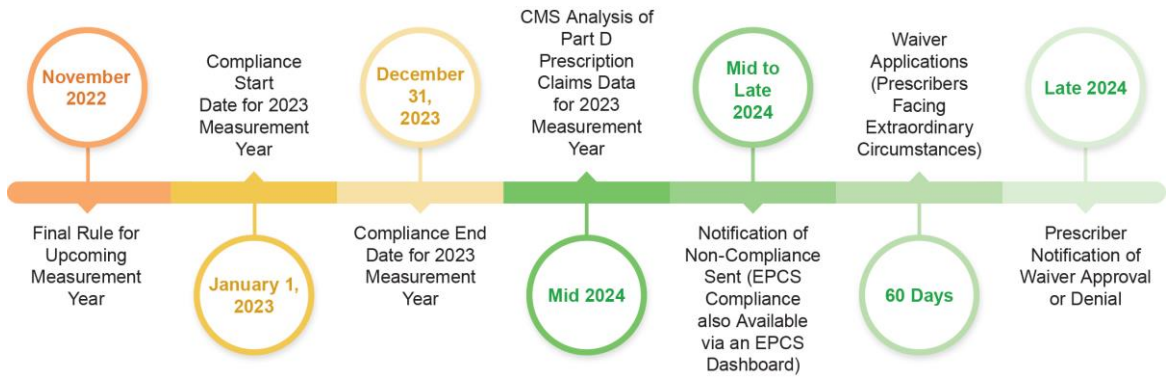 November
2022
Final Rule for
Upcoming
Measurement
Year
Compliance
Start
Date for 2023
Measurement
Year
January 1,
2023
December
31,
2023
Compliance End
Date for 2023
Measurement
Year
CMS Analysis of
Part D
Prescription
Claims Data
for 2023
Measurement
Year
Mid 2024
Mid to
Late
2024
Notification of
Non-Compliance
Sent (EPCS
Compliance
also Available
via an EPCS
Dashboard)
Waiver
Applications
(Prescribers
Facing
Extraordinary
Circumstances)
60 Days
Late 2024
Prescriber
Notification of
Waiver Approval
or Denial